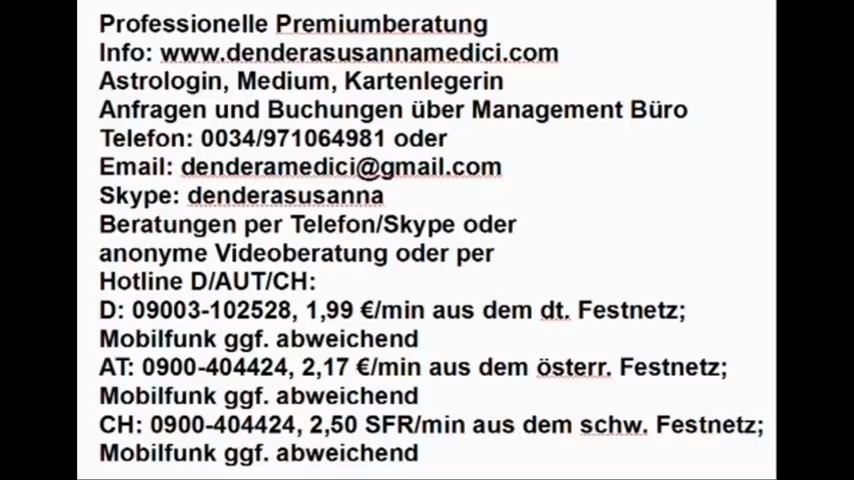 Professionelle Premiumberatung
Info: www.denderasusannamedici.com
Astrologin, Medium, Kartenlegerin
Anfragen und Buchungen über Management Büro
Telefon: 0034/971064981 oder
Email: denderamedici@gmail.com
Skype: denderasusanna
Beratungen per Telefon/Skype oder
anonyme Videoberatung oder per
Hotline D/AUT/CH:
D: 09003-102528, 1,99 €/min aus dem dt. Festnetz;
Mobilfunk ggf. abweichend
AT: 0900-404424, 2,17 €/min aus dem österr. Festnetz;
Mobilfunk ggf. abweichend
CH: 0900-404424, 2,50 SFR/min aus dem schw. Festnetz;
Mobilfunk ggf. abweichend